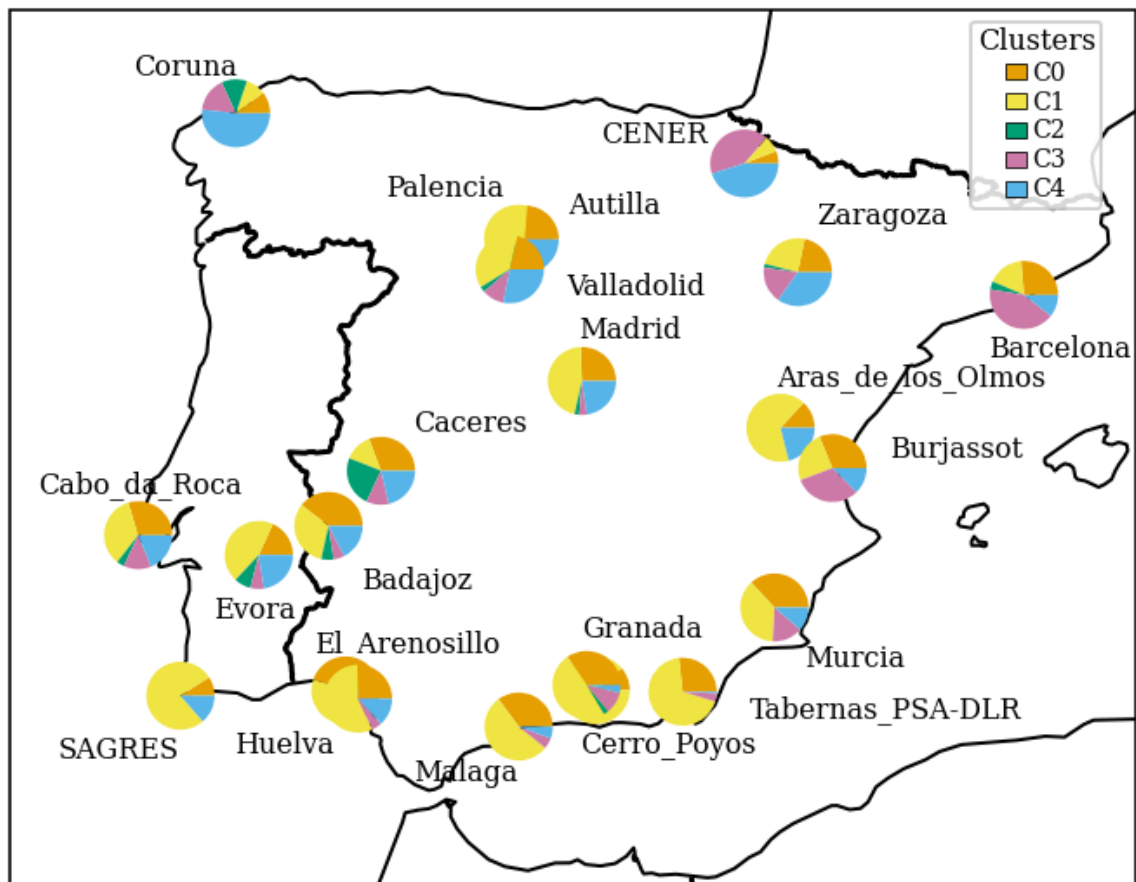 Clusters
C0
C1
C2
C3
C4
Coruna
CENER
Palencia
Autilla
Zaragoza
Valladolid
Madrid
Barcelona
Aras_de_los_Olmos
Caceres
Burjassot
Cabo_da_Roca
Badajoz
Evora
Granada
El_Arenosillo
Murcia
Tabernas_PSA-DLR
SAGRES
Huelva
Cerro_Poyos
Malaga